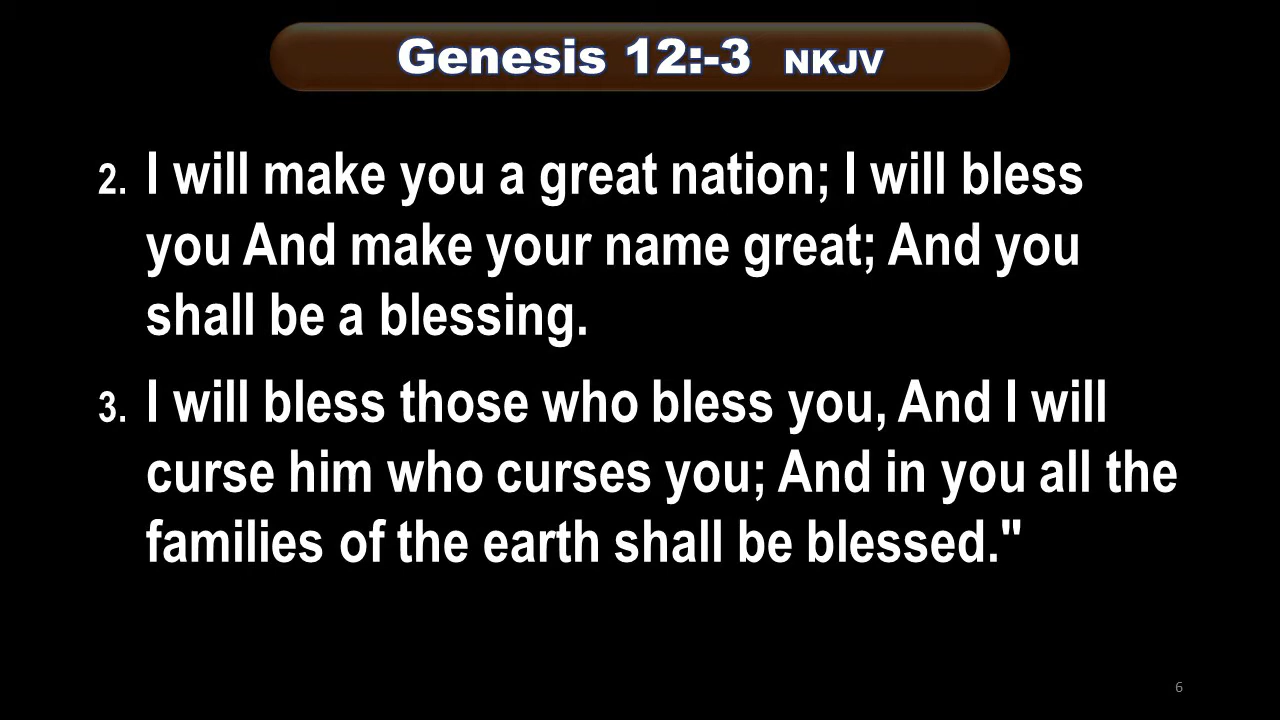 Genesis 12:-3 NKJV
2. I will make you a great nation; I will bless
you And make your name great; And you
shall be a blessing.
3. I will bless those who bless you, And I will
curse him who curses you; And in you all the
families of the earth shall be blessed."
6